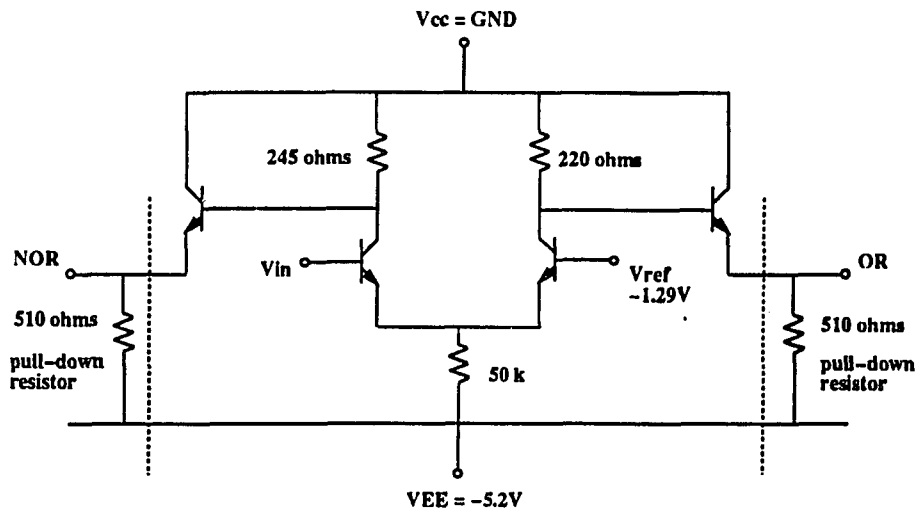 Vcc = GND
245 ohms
220 ohms
NOR
Vin
Vref
-1.29V
OR
510 ohms
pull-down
resistor
50 k
510 ohms
pull-down
resistor
VEE = -5.2V